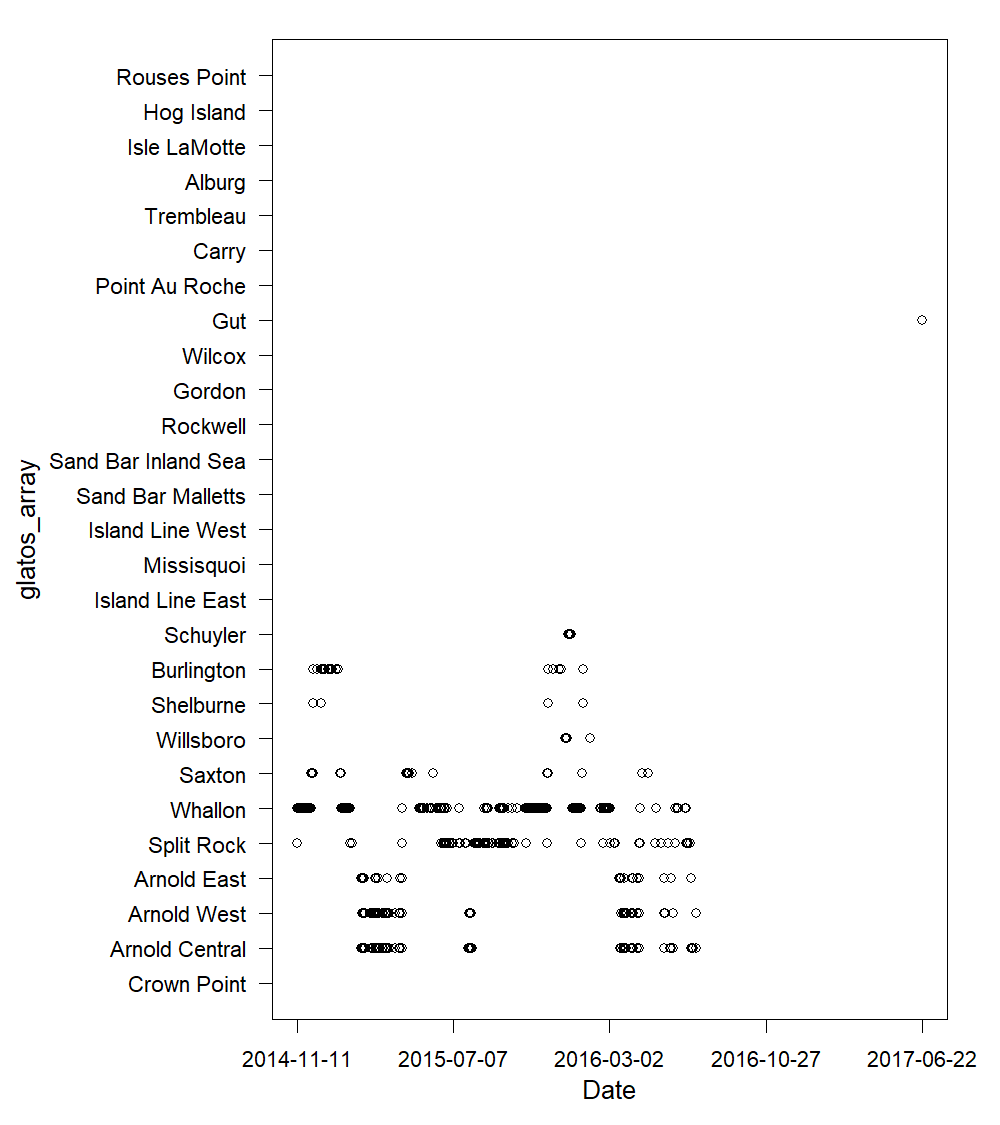 Rouses Point
Hog Island
Isle LaMotte
Alburg
Trembleau
Carry
Point Au Roche
Gut
Wilcox
Gordon
Rockwell
Sand Bar Inland Sea
Sand Bar Malletts
Island Line West
Missisquoi
Island Line East
Schuyler
Burlington
Shelburne
Willsboro
Saxton
Whallon
Split Rock
Arnold East
Arnold West
Arnold Central
Crown Point
glatos_array
2014-11-11 2015-07-07 2016-03-02 2016-10-27 2017-06-22
Date